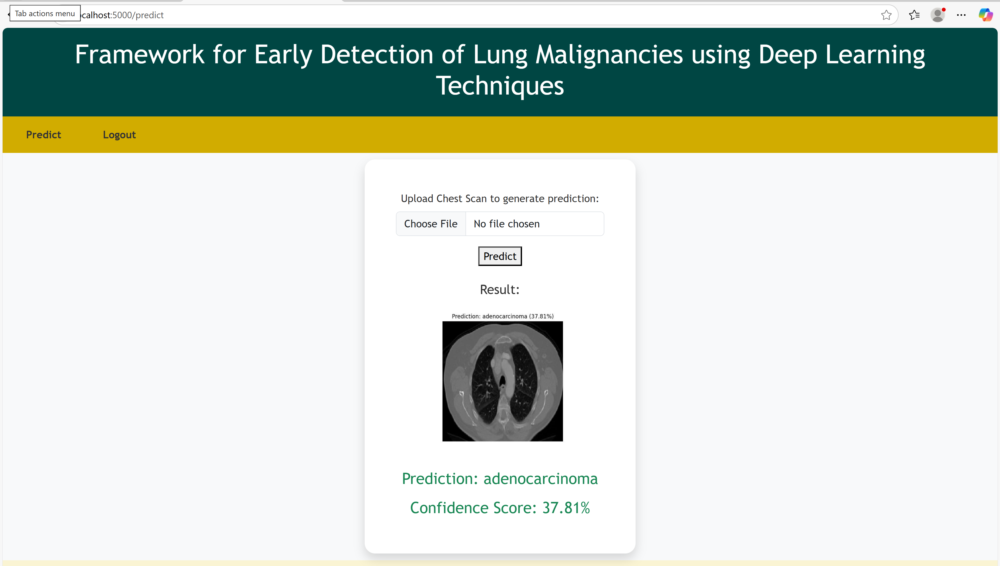 Tab actions menu
calhost:5000/predict
Framework for Early Detection of Lung Malignancies using Deep Learning
Techniques
Predict Logout
Upload Chest Scan to generate prediction:
Choose File No file chosen
Predict
Result:
Prediction: adenocarcinoma (37.81%)
Prediction: adenocarcinoma
Confidence Score: 37.81%